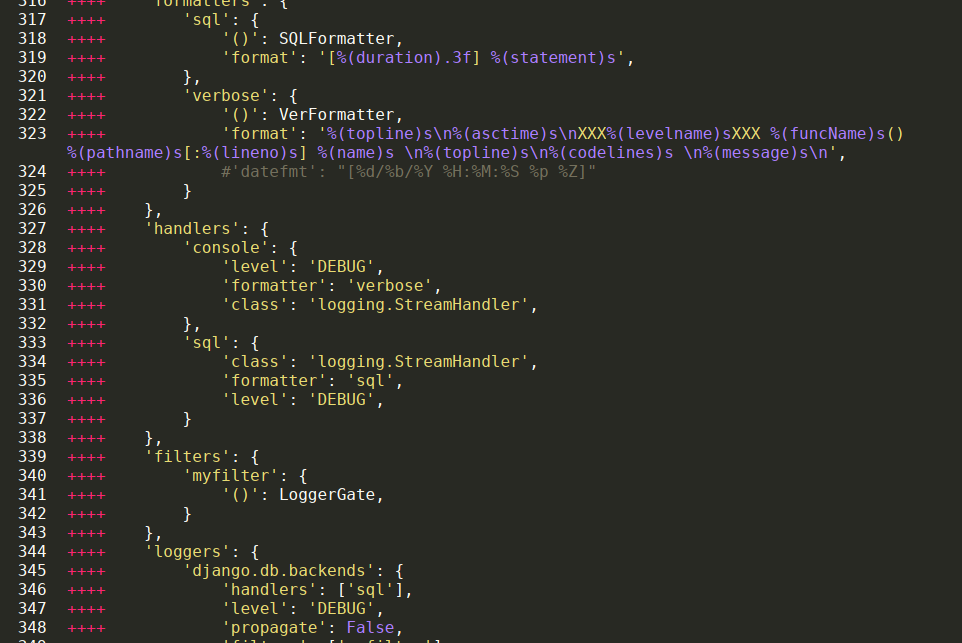 316 ++++ 'formatters': {
317 ++++ 'sql': {
318 ++++ '()': SQLFormatter,
319 ++++ 'format': '[%(duration).3f] %(statement)s',
320 ++++ },
321 ++++ 'verbose': {
322 ++++ '()': VerFormatter,
323 ++++ 'format': '%(topline)s\n%(asctime)s\nXXX%(levelname)sXXX %(funcName)s()
%(pathname)s[:%(lineno)s] %(name)s \n%(topline)s\n%(codelines)s \n%(message)s\n',
324 ++++ #'datefmt': "[%d/%b/%Y %H:%M:%S %p %Z]"
325 ++++ }
326 ++++ },
327 ++++ 'handlers': {
328 ++++ 'console': {
329 ++++ 'level': 'DEBUG',
330 ++++ 'formatter': 'verbose',
331 ++++ 'class': 'logging.StreamHandler',
332 ++++ },
333 ++++ 'sql': {
334 ++++ 'class': 'logging.StreamHandler',
335 ++++ 'formatter': 'sql',
336 ++++ 'level': 'DEBUG',
337 ++++ }
338 ++++ },
339 ++++ 'filters': {
340 ++++ 'myfilter': {
341 ++++ '()': LoggerGate,
342 ++++ }
343 ++++ },
344 ++++ 'loggers': {
345 ++++ 'django.db.backends': {
346 ++++ 'handlers': ['sql'],
347 ++++ 'level': 'DEBUG',
348 ++++ 'propagate': False,